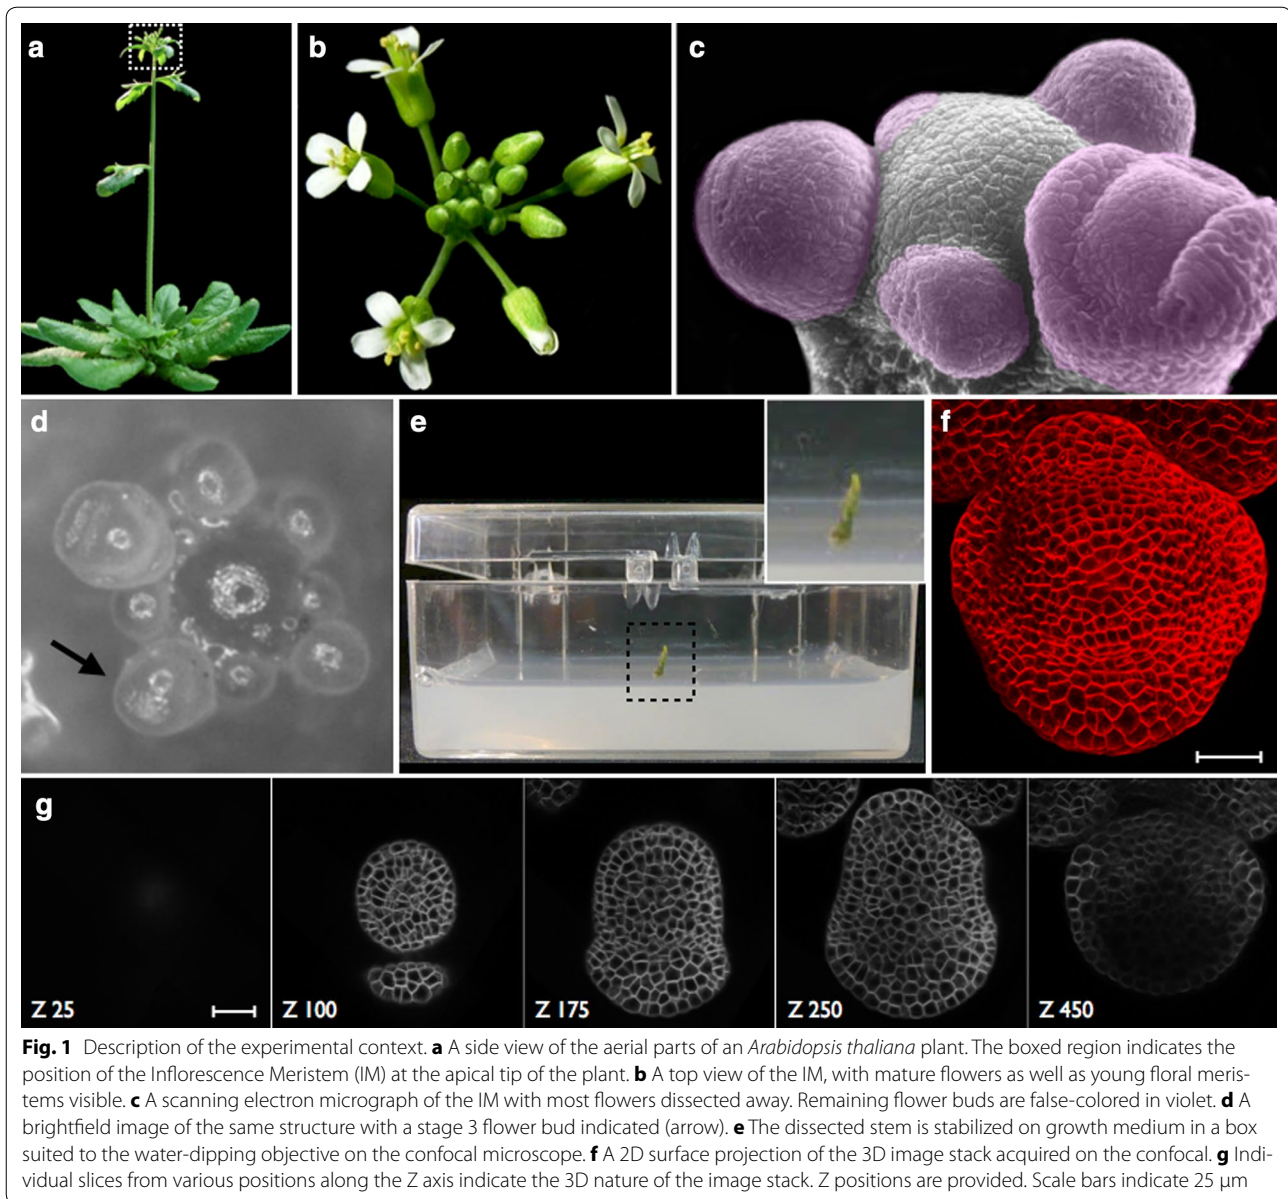 a
b
c
d
e
f
g
Z 25
Z 100
Z 175
Z 250
Z 450
Fig. 1 Description of the experimental context. a A side view of the aerial parts of an Arabidopsis thaliana plant. The boxed region indicates the
position of the Inflorescence Meristem (IM) at the apical tip of the plant. b A top view of the IM, with mature flowers as well as young floral meris-
tems visible. c A scanning electron micrograph of the IM with most flowers dissected away. Remaining flower buds are false-colored in violet. d A
brightfield image of the same structure with a stage 3 flower bud indicated (arrow). e The dissected stem is stabilized on growth medium in a box
suited to the water-dipping objective on the confocal microscope. f A 2D surface projection of the 3D image stack acquired on the confocal. g Indi-
vidual slices from various positions along the Z axis indicate the 3D nature of the image stack. Z positions are provided. Scale bars indicate 25 µm